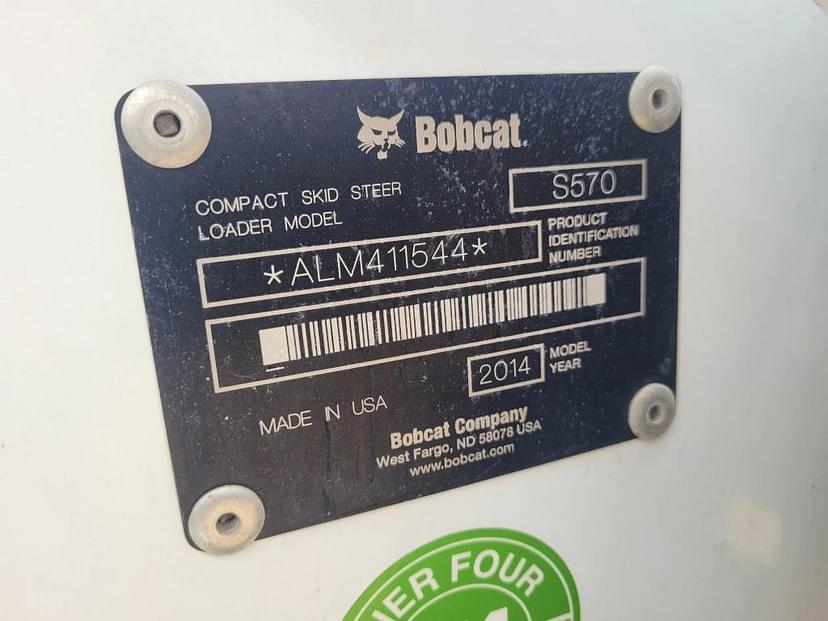 Bobcat.
COMPACT SKID STEER
LOADER MODEL
S570
*ALM411544*
PRODUCT
IDENTIFICATION
NUMBER
2014
MODEL
YEAR
MADE IN USA
Bobcat Company
West Fargo, ND 58078 USA
www.bobcat.com
FOUR